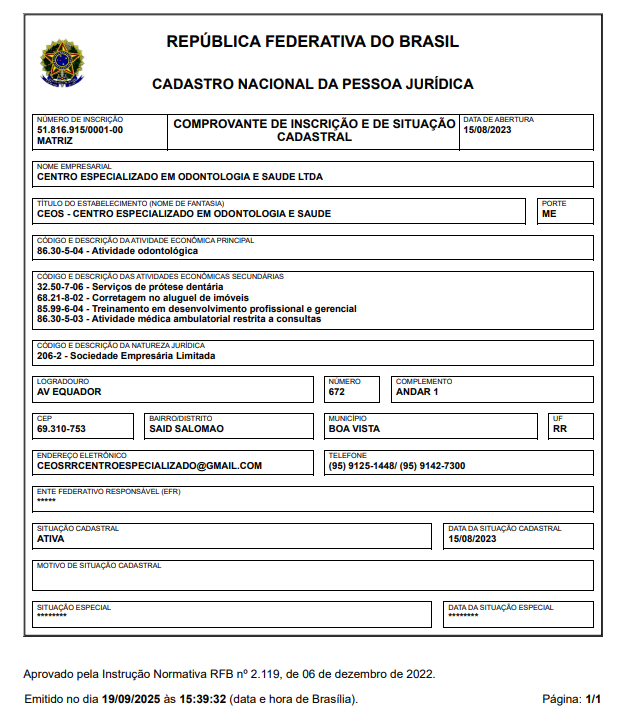 REPÚBLICA FEDERATIVA DO BRASIL
CADASTRO NACIONAL DA PESSOA JURÍDICA
NÚMERO DE INSCRIÇÃO
51.816.915/0001-00
MATRIZ
COMPROVANTE DE INSCRIÇÃO E DE SITUAÇÃO
CADASTRAL
DATA DE ABERTURA
15/08/2023
NOME EMPRESARIAL
CENTRO ESPECIALIZADO EM ODONTOLOGIA E SAUDE LTDA
TÍTULO DO ESTABELECIMENTO (NOME DE FANTASIA)
CEOS - CENTRO ESPECIALIZADO EM ODONTOLOGIA E SAUDE
PORTE
ME
CÓDIGO E DESCRIÇÃO DA ATIVIDADE ECONÔMICA PRINCIPAL
86.30-5-04 - Atividade odontológica
CÓDIGO E DESCRIÇÃO DAS ATIVIDADES ECONÔMICAS SECUNDÁRIAS
32.50-7-06 - Serviços de prótese dentária
68.21-8-02 - Corretagem no aluguel de imóveis
85.99-6-04 - Treinamento em desenvolvimento profissional e gerencial
86.30-5-03 - Atividade médica ambulatorial restrita a consultas
CÓDIGO E DESCRIÇÃO DA NATUREZA JURÍDICA
206-2 - Sociedade Empresária Limitada
LOGRADOURO
AV EQUADOR
NÚMERO
672
COMPLEMENTO
ANDAR 1
CEP
69.310-753
BAIRRO/DISTRITO
SAID SALOMAO
MUNICÍPIO
BOA VISTA
UF
RR
ENDEREÇO ELETRÔNICO
CEOSRRCENTROESPECIALIZADO@GMAIL.COM
TELEFONE
(95) 9125-1448/ (95) 9142-7300
ENTE FEDERATIVO RESPONSÁVEL (EFR)
*****
SITUAÇÃO CADASTRAL
ATIVA
DATA DA SITUAÇÃO CADASTRAL
15/08/2023
MOTIVO DE SITUAÇÃO CADASTRAL
SITUAÇÃO ESPECIAL
********
DATA DA SITUAÇÃO ESPECIAL
********
Aprovado pela Instrução Normativa RFB nº 2.119, de 06 de dezembro de 2022.
Emitido no dia 19/09/2025 às 15:39:32 (data e hora de Brasília).
Página: 1/1